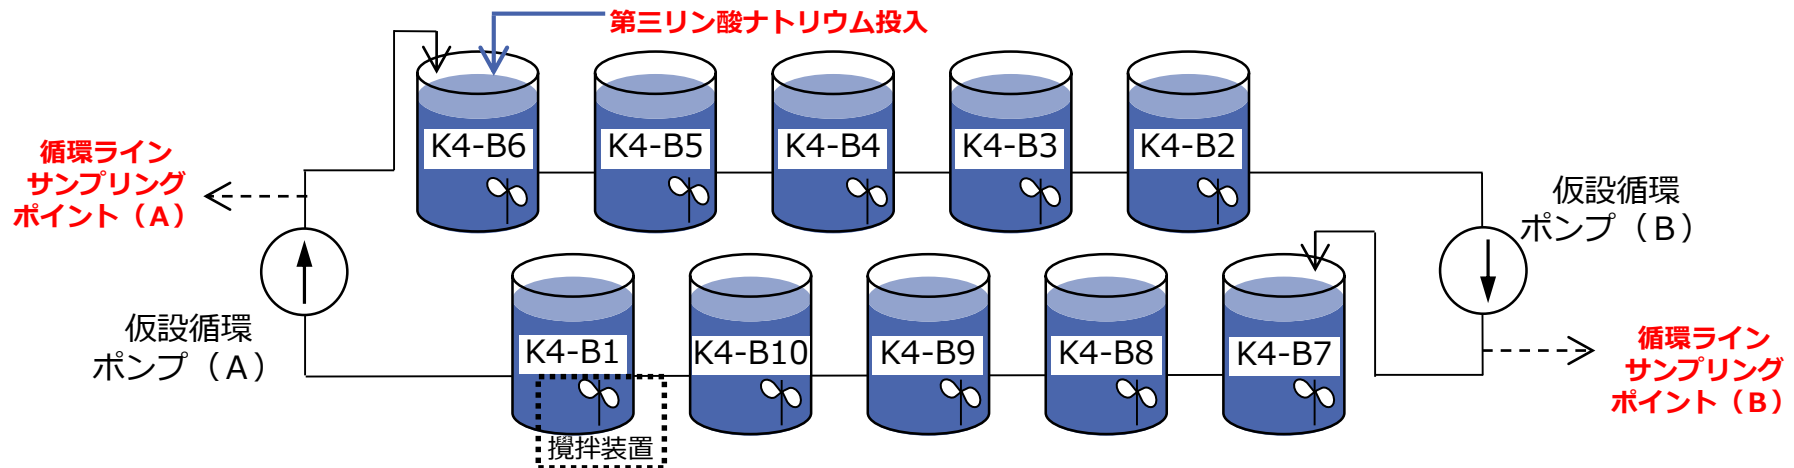 第三リン酸ナトリウム投入
K4-B6
K4-B5
K4-B4
K4-B3
K4-B2
循環ライン
サンプリング
ポイント（A）
仮設循環
ポンプ（B）
仮設循環
ポンプ（A）
K4-B1
K4-B10
K4-B9
K4-B8
K4-B7
循環ライン
サンプリング
ポイント（B）
攪拌装置